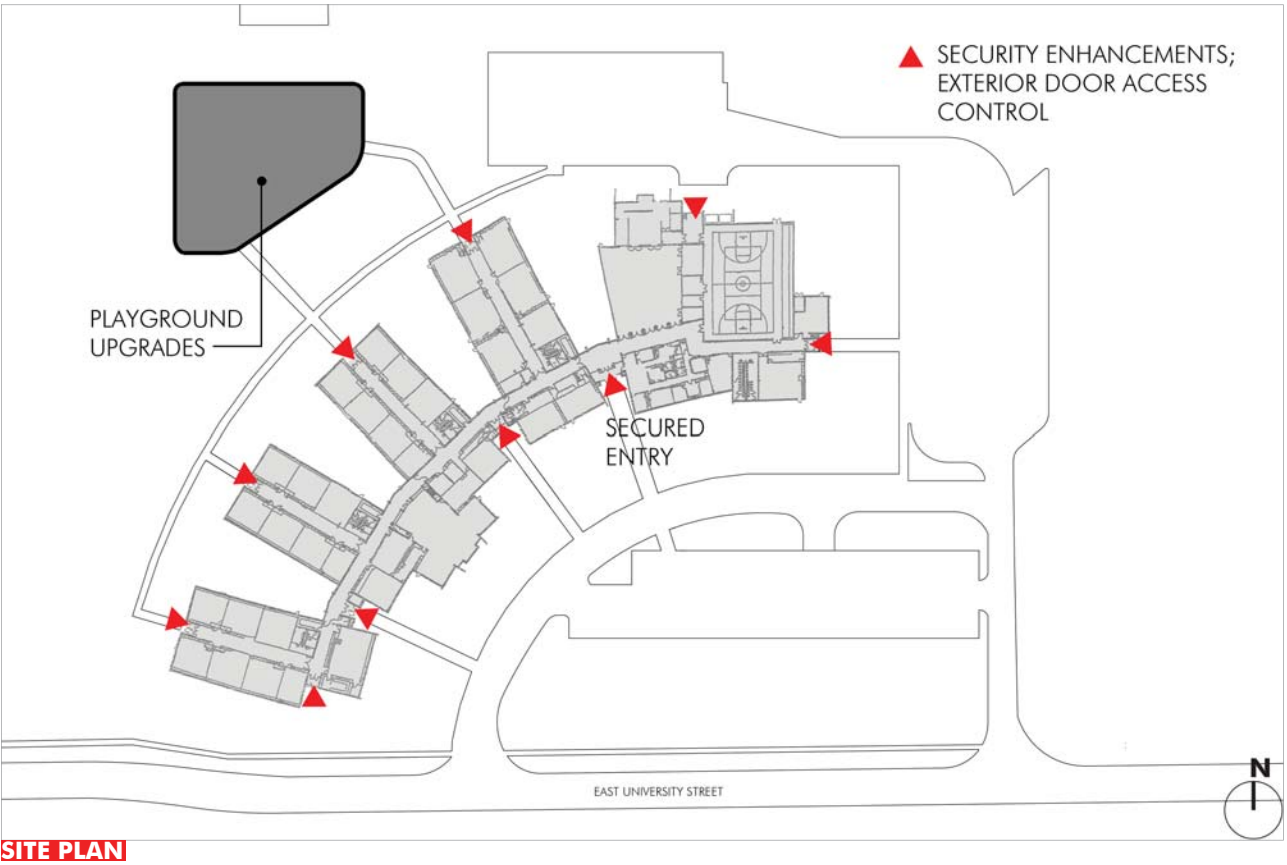 SECURITY ENHANCEMENTS;
EXTERIOR DOOR ACCESS
CONTROL
PLAYGROUND
UPGRADES
SECURED
ENTRY
EAST UNIVERSITY STREET
N
SITE PLAN